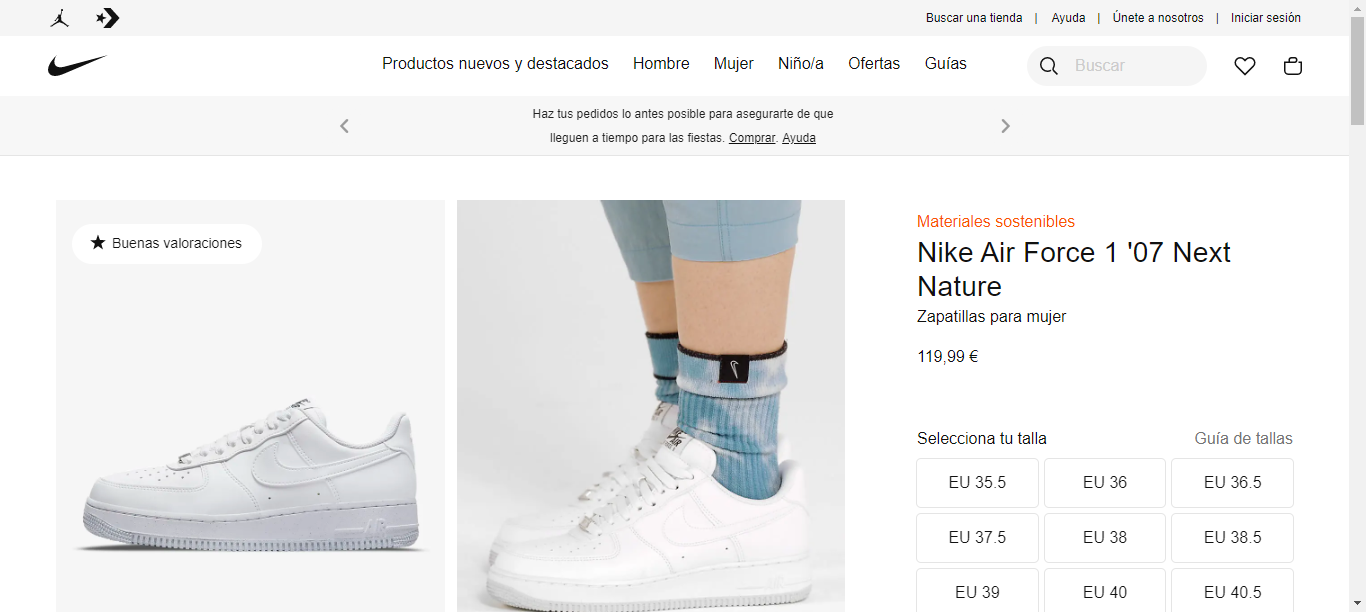 Buscar una tienda | Ayuda | Únete a nosotros | Iniciar sesión
Productos nuevos y destacados Hombre Mujer Niño/a Ofertas Guías Buscar
Haz tus pedidos lo antes posible para asegurarte de que
lleguen a tiempo para las fiestas. Comprar. Ayuda
Buenas valoraciones
Materiales sostenibles
Nike Air Force 1 '07 Next
Nature
Zapatillas para mujer
119,99 €
Selecciona tu talla Guía de tallas
EU 35.5 EU 36 EU 36.5
EU 37.5 EU 38 EU 38.5
EU 39 EU 40 EU 40.5